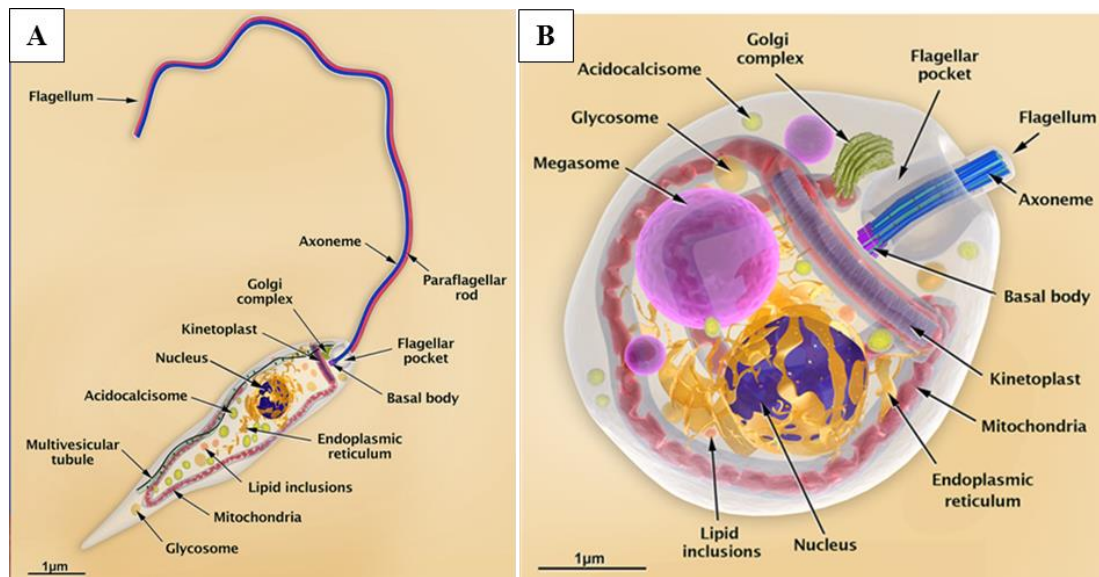 A
Flagellum
Axoneme
Paraflagellar
rod
Golgi
complex
Kinetoplast
Nucleus
Flagellar
pocket
Acidocalcisome
Basal body
Multivesicular
tubule
Endoplasmic
reticulum
Lipid inclusions
Mitochondria
Glycosome
1µm
B
Golgi
complex
Flagellar
pocket
Acidocalcisome
Glycosome
Flagellum
Megasome
Axoneme
Basal body
Kinetoplast
Mitochondria
Endoplasmic
reticulum
Lipid
inclusions
Nucleus
1µm